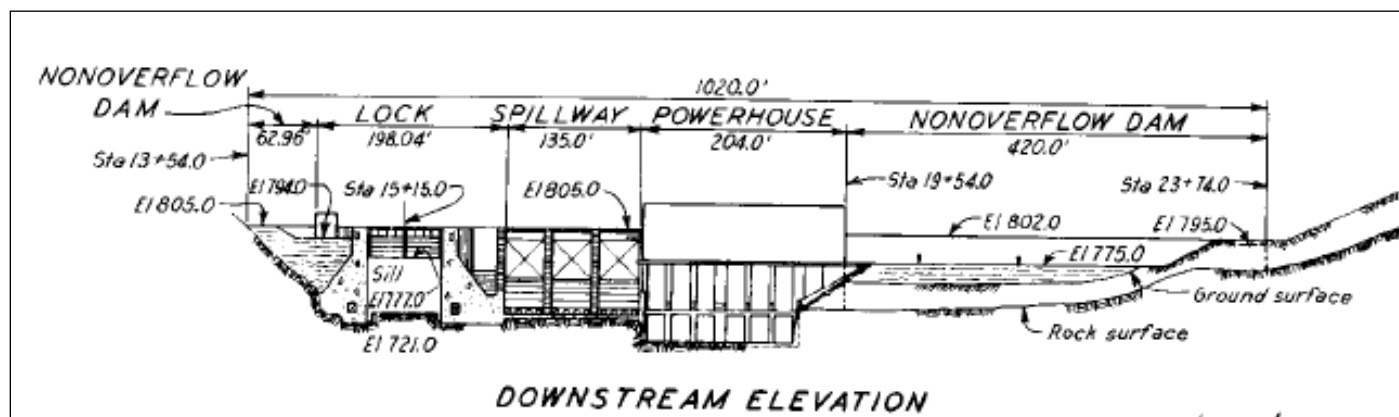 1020.0'
NONOVERFLOW
DAM
LOCK
SPILLWAY
POWERHOUSE
NONOVERFLOW DAM
62.96'
198.04'
135.0'
204.0'
420.0'
Sta 13+54.0
El 794.0
Sta 15+15.0
El 805.0
Sta 19+54.0
Sta 23+74.0
El 805.0
El 802.0
El 795.0
El 775.0
Sill
El 777.0
Ground surface
El 721.0
Rock surface
DOWNSTREAM ELEVATION